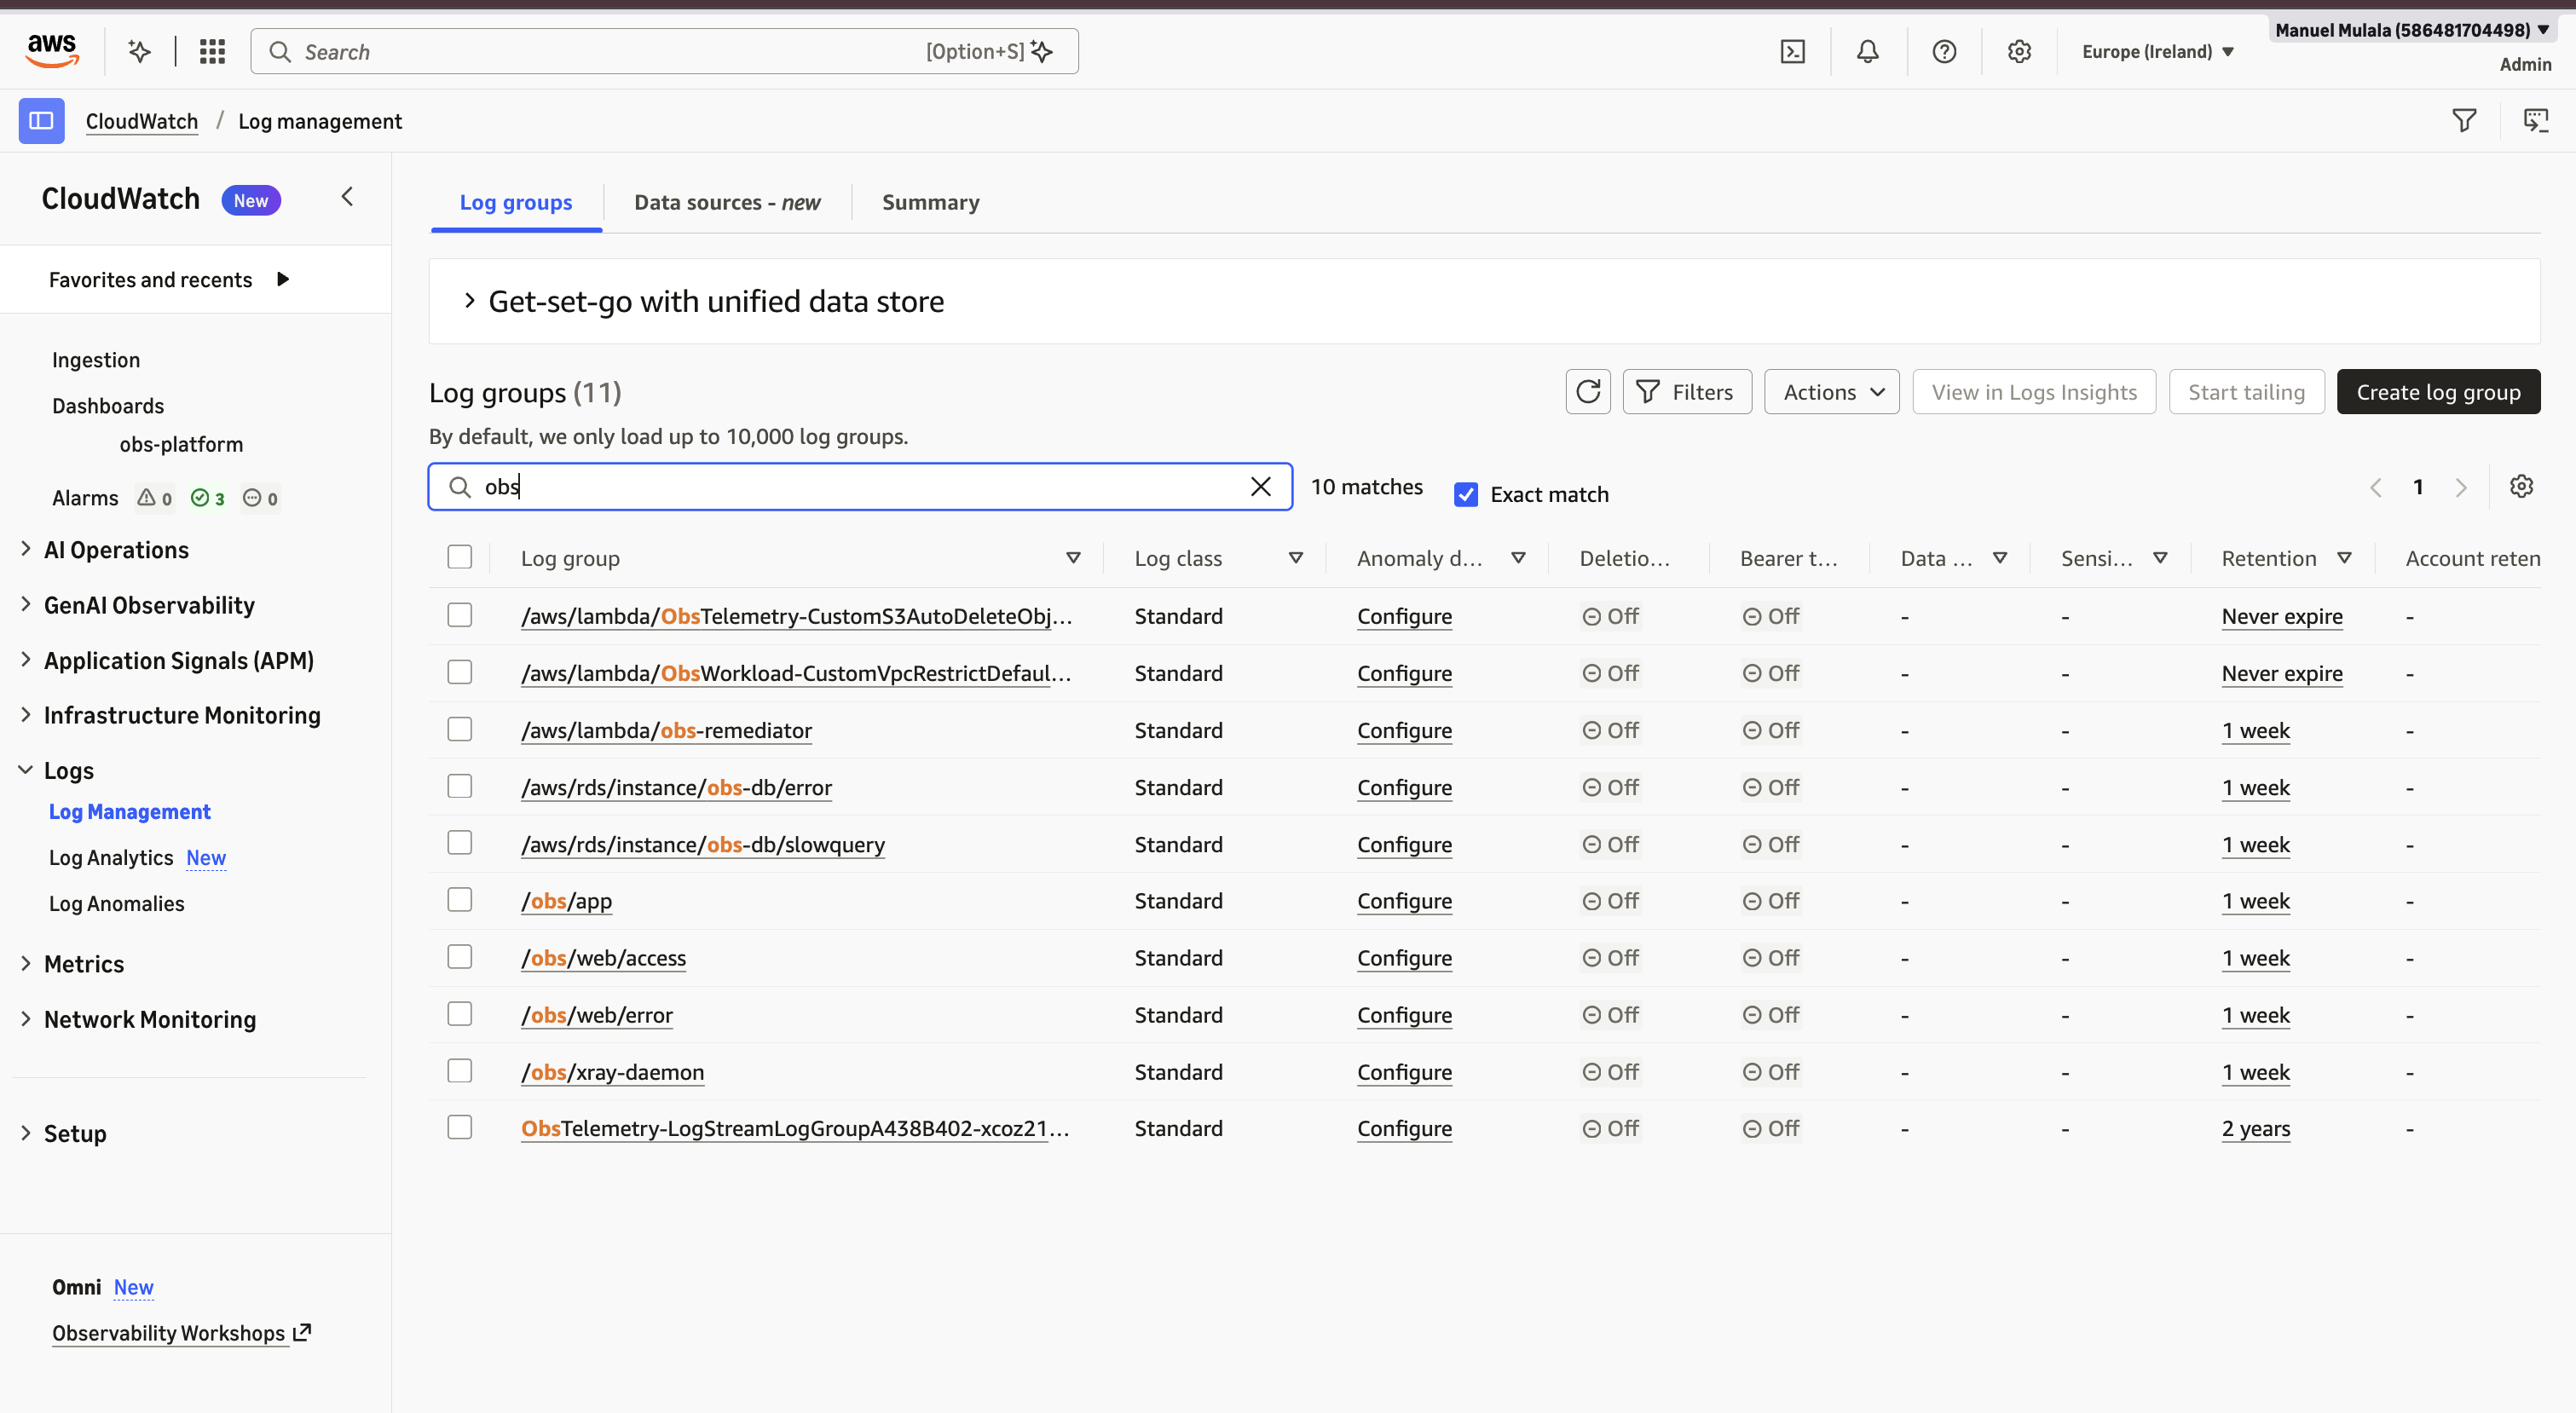 aws
Search [Option+S]
Europe (Ireland)
Manuel Mulala (586481704498)
Admin
CloudWatch / Log management
CloudWatch New
Favorites and recents
Ingestion
Dashboards
obs-platform
Alarms 0 3 0
AI Operations
GenAI Observability
Application Signals (APM)
Infrastructure Monitoring
Logs
Log Management
Log Analytics New
Log Anomalies
Metrics
Network Monitoring
Setup
Omni New
Observability Workshops
Log groups Data sources - new Summary
Get-set-go with unified data store
Log groups (11) Filters Actions View in Logs Insights Start tailing Create log group
By default, we only load up to 10,000 log groups.
obs 10 matches Exact match 1
Log group Log class Anomaly d... Deletio... Bearer t... Data ... Sensi... Retention Account reten
/aws/lambda/ObsTelemetry-CustomS3AutoDeleteObj... Standard Configure Off Off - - Never expire -
/aws/lambda/ObsWorkload-CustomVpcRestrictDefaul... Standard Configure Off Off - - Never expire -
/aws/lambda/obs-remediator Standard Configure Off Off - - 1 week -
/aws/rds/instance/obs-db/error Standard Configure Off Off - - 1 week -
/aws/rds/instance/obs-db/slowquery Standard Configure Off Off - - 1 week -
/obs/app Standard Configure Off Off - - 1 week -
/obs/web/access Standard Configure Off Off - - 1 week -
/obs/web/error Standard Configure Off Off - - 1 week -
/obs/xray-daemon Standard Configure Off Off - - 1 week -
ObsTelemetry-LogStreamLogGroupA438B402-xcoz21... Standard Configure Off Off - - 2 years -